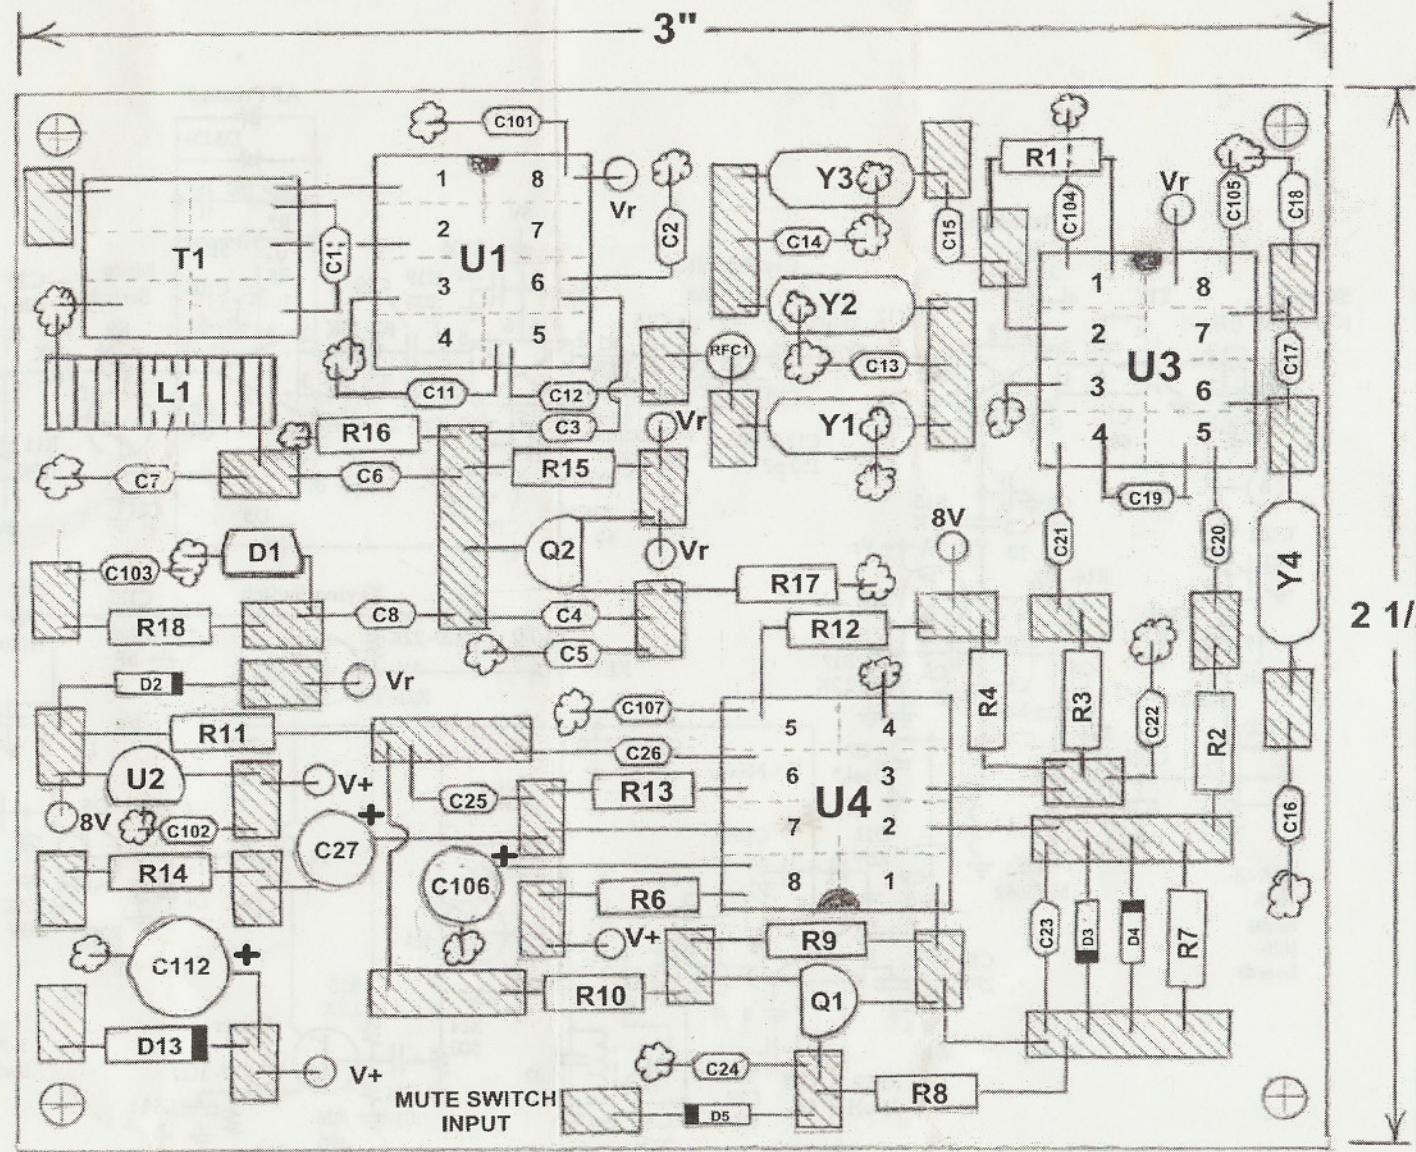 3"
C101
1
8
Vr
2
7
3
6
4
5
U1
T1
C1:
C2
Y3
C14
Y2
RFC1
C13
Y1
C15
R1
C104
Vr
C105
C18
1
8
2
7
3
6
4
5
U3
C17
C19
2 1/
L1
C11
C12
C3
R16
Vr
C7
C6
R15
8V
C21
C20
Y4
C103
D1
Q2
Vr
R17
R18
C8
C4
R12
C5
D2
Vr
R4
R3
C22
R2
C107
5
4
R11
C26
6
3
U2
V+
C25
R13
U4
8V
C102
C27
+
7
2
C16
R14
C106
+
R6
8
1
V+
R9
C23
D3
D4
R7
C112
+
R10
Q1
D13
V+
C24
MUTE SWITCH
INPUT
D5
R8